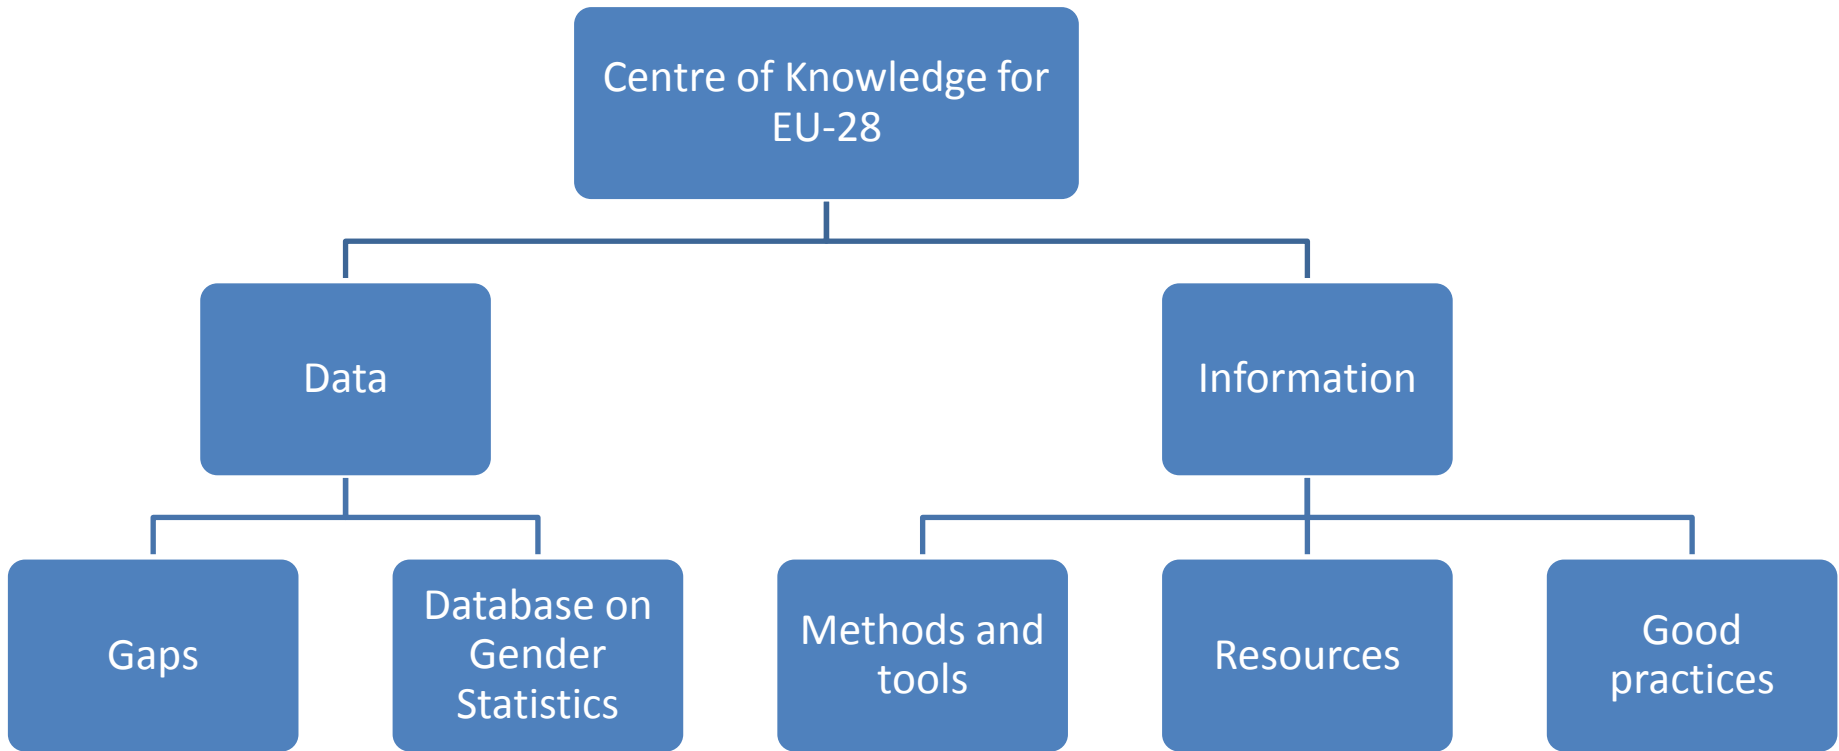 Centre of Knowledge for
EU-28
Data
Information
Gaps
Database on
Gender
Statistics
Methods and
tools
Resources
Good
practices